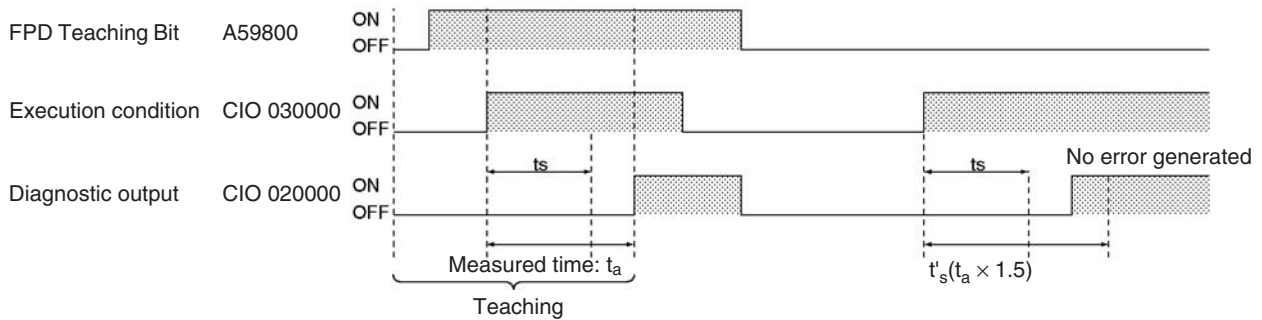 FPD Teaching Bit A59800 ON
OFF
Execution condition CIO 030000 ON
OFF
ts ts No error generated
Diagnostic output CIO 020000 ON
OFF
Measured time: ta t's(ta × 1.5)
Teaching